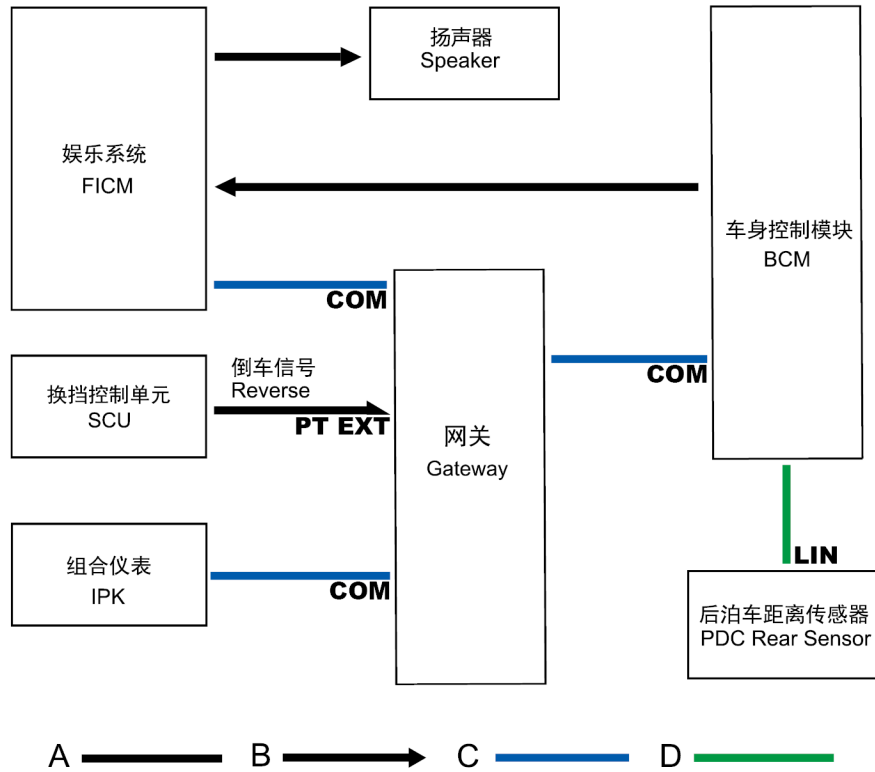 扬声器
Speaker
娱乐系统
FICM
车身控制模块
BCM
COM
倒车信号
Reverse
COM
换挡控制单元
SCU
PT EXT
网关
Gateway
组合仪表
IPK
COM
LIN
后泊车距离传感器
PDC Rear Sensor
A
B
C
D